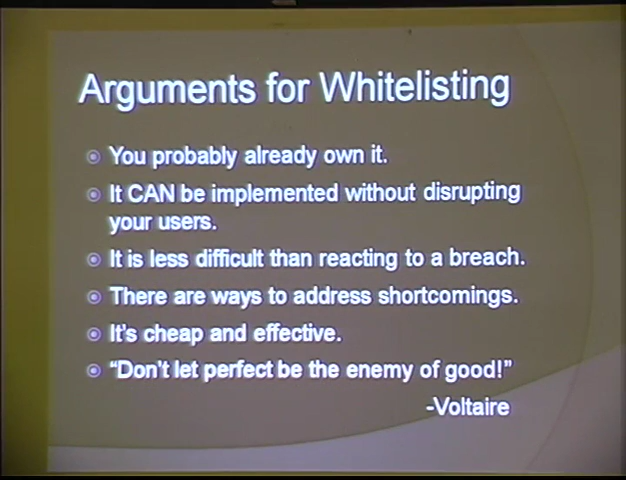 Arguments for Whitelisting
You probably already own it.
It CAN be implemented without disrupting
your users.
It is less difficult than reacting to a breach.
There are ways to address shortcomings.
It's cheap and effective.
“Don't let perfect be the enemy of good!”
-Voltaire